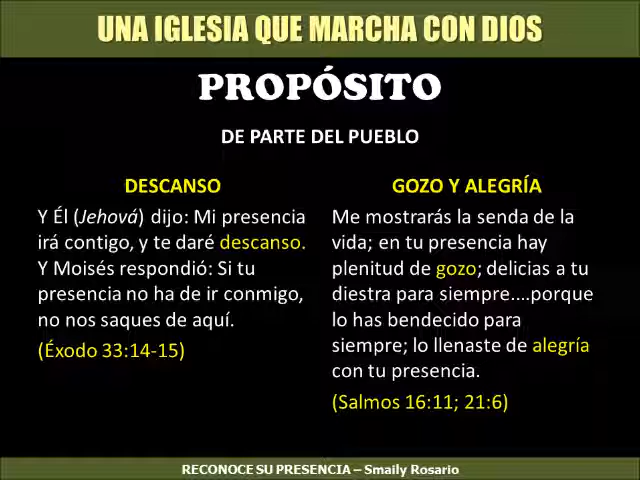 UNA IGLESIA QUE MARCHA CON DIOS
PROPÓSITO
DE PARTE DEL PUEBLO
DESCANSO
Y Él (Jehová) dijo: Mi presencia
irá contigo, y te daré descanso.
Y Moisés respondió: Si tu
presencia no ha de ir conmigo,
no nos saques de aquí.
(Éxodo 33:14-15)
GOZO Y ALEGRÍA
Me mostrarás la senda de la
vida; en tu presencia hay
plenitud de gozo; delicias a tu
diestra para siempre....porque
lo has bendecido para
siempre; lo llenaste de alegría
con tu presencia.
(Salmos 16:11; 21:6)
RECONOCE SU PRESENCIA – Smaily Rosario